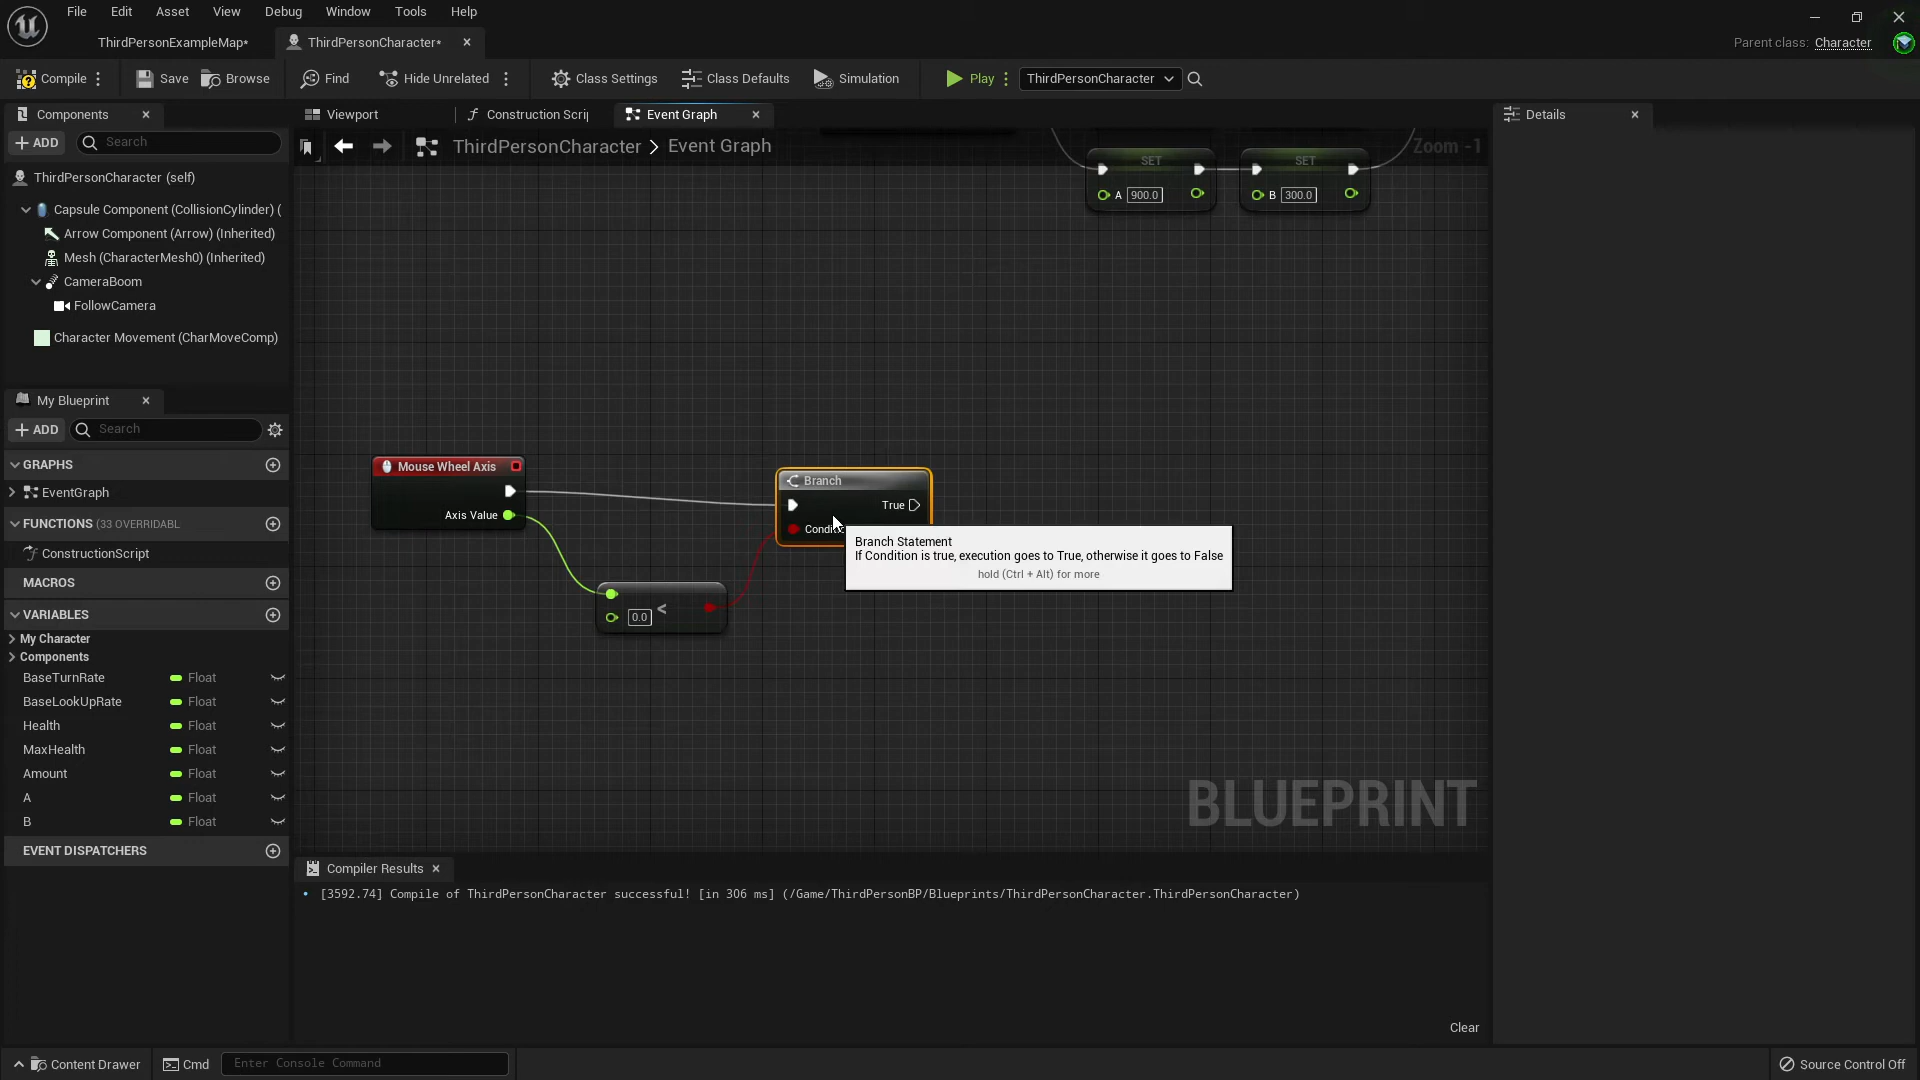 File Edit Asset View Debug Window Tools Help
ThirdPersonExampleMap*
ThirdPersonCharacter*
Parent class: Character
Compile
Save
Browse
Find
Hide Unrelated
Class Settings
Class Defaults
Simulation
Play
ThirdPersonCharacter
Components
Viewport
Construction Scri
Event Graph
Details
ADD
Search
ThirdPersonCharacter > Event Graph
Zoom -1
ThirdPersonCharacter (self)
Capsule Component (CollisionCylinder) (
Arrow Component (Arrow) (Inherited)
Mesh (CharacterMesh0) (Inherited)
CameraBoom
FollowCamera
Character Movement (CharMoveComp)
SET
A 900.0
SET
B 300.0
My Blueprint
ADD
Search
GRAPHS
EventGraph
FUNCTIONS (33 OVERRIDABL
ConstructionScript
MACROS
VARIABLES
My Character
Components
BaseTurnRate Float
BaseLookUpRate Float
Health Float
MaxHealth Float
Amount Float
A Float
B Float
EVENT DISPATCHERS
Mouse Wheel Axis
Axis Value
0.0 <
Branch
True
Conditi
Branch Statement
If Condition is true, execution goes to True, otherwise it goes to False
hold (Ctrl + Alt) for more
BLUEPRINT
Compiler Results
• [3592.74] Compile of ThirdPersonCharacter successful! [in 306 ms] (/Game/ThirdPersonBP/Blueprints/ThirdPersonCharacter.ThirdPersonCharacter)
Clear
Content Drawer
Cmd
Enter Console Command
Source Control Off